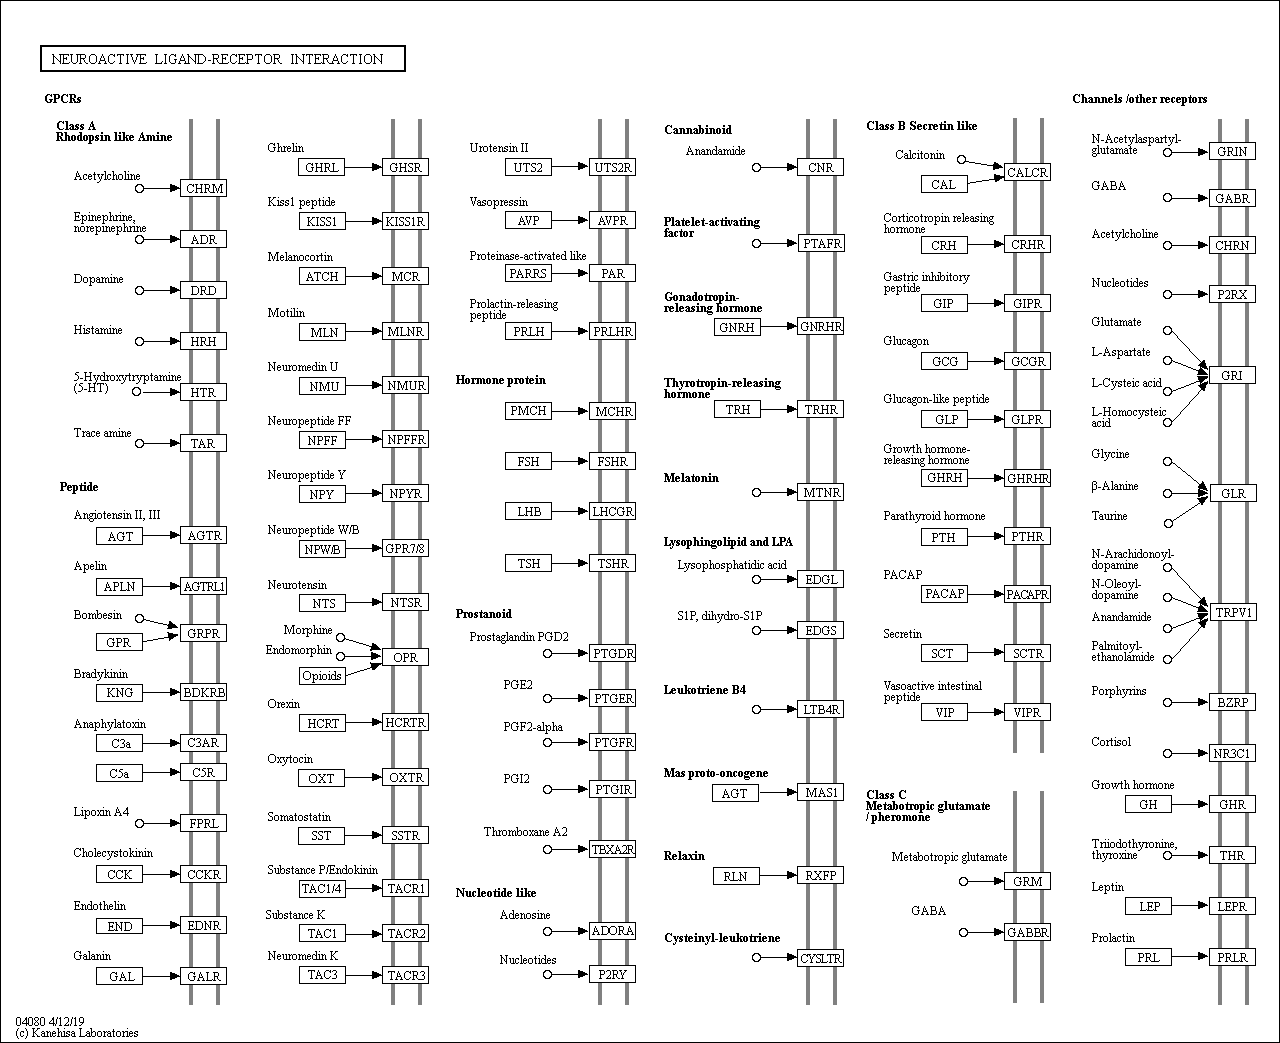 NEUROACTIVE LIGAND-RECEPTOR INTERACTION
GPCRs
Class A
Rhodopsin like Amine
Acetylcholine
CHRM
Epinephrine,
norepinephrine
ADR
Dopamine
DRD
Histamine
HRH
5-Hydroxytryptamine
(5-HT)
HTR
Trace amine
TAR
Peptide
Angiotensin II, III
AGT
AGTR
Apelin
APLN
AGTRL1
Bombesin
GPR
GRPR
Bradykinin
KNG
BDKRB
Anaphylatoxin
C3a
C3AR
C5a
C5R
Lipoxin A4
FPRL
Cholecystokinin
CCK
CCKR
Endothelin
END
EDNR
Galanin
GAL
GALR
Ghrelin
GHRL
GHSR
Kiss1 peptide
KISS1
KISS1R
Melanocortin
ATCH
MCR
Motilin
MLN
MLNR
Neuromedin U
NMU
NMUR
Neuropeptide FF
NPFF
NPFFR
Neuropeptide Y
NPY
NPYR
Neuropeptide W/B
NPW/B
GPR7/8
Neurotensin
NTS
NTSR
Morphine
Endomorphin
Opioids
OPR
Orexin
HCRT
HCRTR
Oxytocin
OXT
OXTR
Somatostatin
SST
SSTR
Substance P/Endokinin
TAC1/4
TACR1
Substance K
TAC1
TACR2
Neuromedin K
TAC3
TACR3
Urotensin II
UTS2
UTS2R
Vasopressin
AVP
AVPR
Proteinase-activated like
PARRS
PAR
Prolactin-releasing
peptide
PRLH
PRLHR
Hormone protein
PMCH
MCHR
FSH
FSHR
LHB
LHCGR
TSH
TSHR
Prostanoid
Prostaglandin PGD2
PTGDR
PGE2
PTGER
PGF2-alpha
PTGFR
PGI2
PTGIR
Thromboxane A2
TBXA2R
Nucleotide like
Adenosine
ADORA
Nucleotides
P2RY
Cannabinoid
Anandamide
CNR
Platelet-activating
factor
PTAFR
Gonadotropin-
releasing hormone
GNRH
GNRHR
Thyrotropin-releasing
hormone
TRH
TRHR
Melatonin
MTNR
Lysophingolipid and LPA
Lysophosphatidic acid
EDGL
S1P, dihydro-S1P
EDGS
Leukotriene B4
LTB4R
Mas proto-oncogene
AGT
MAS1
Relaxin
RLN
RXFP
Cysteinyl-leukotriene
CYSLTR
Class B Secretin like
Calcitonin
CAL
CALCR
Corticotropin releasing
hormone
CRH
CRHR
Gastric inhibitory
peptide
GIP
GIPR
Glucagon
GCG
GCGR
Glucagon-like peptide
GLP
GLPR
Growth hormone-
releasing hormone
GHRH
GHRHR
Parathyroid hormone
PTH
PTHR
PACAP
PACAP
PACAPR
Secretin
SCT
SCTR
Vasoactive intestinal
peptide
VIP
VIPR
Class C
Metabotropic glutamate
/ pheromone
Metabotropic glutamate
GRM
GABA
GABBR
Channels /other receptors
N-Acetylaspartyl-
glutamate
GRIN
GABA
GABR
Acetylcholine
CHRN
Nucleotides
P2RX
Glutamate
L-Aspartate
L-Cysteic acid
L-Homocysteic
acid
GRI
Glycine
β-Alanine
Taurine
GLR
N-Arachidonoyl-
dopamine
N-Oleoyl-
dopamine
Anandamide
Palmitoyl-
ethanolamide
TRPV1
Porphyrins
BZRP
Cortisol
NR3C1
Growth hormone
GH
GHR
Triiodothyronine,
thyroxine
THR
Leptin
LEP
LEPR
Prolactin
PRL
PRLR
04080 4/12/19
(c) Kanehisa Laboratories